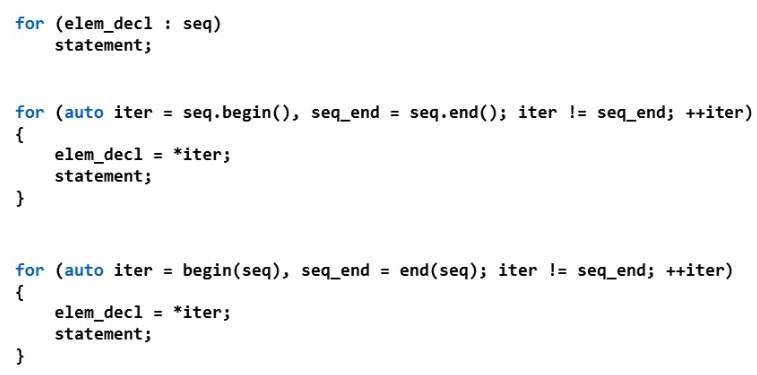 for (elem_decl : seq)
    statement;
for (auto iter = seq.begin(), seq_end = seq.end(); iter != seq_end; ++iter)
{
    elem_decl = *iter;
    statement;
}
for (auto iter = begin(seq), seq_end = end(seq); iter != seq_end; ++iter)
{
    elem_decl = *iter;
    statement;
}